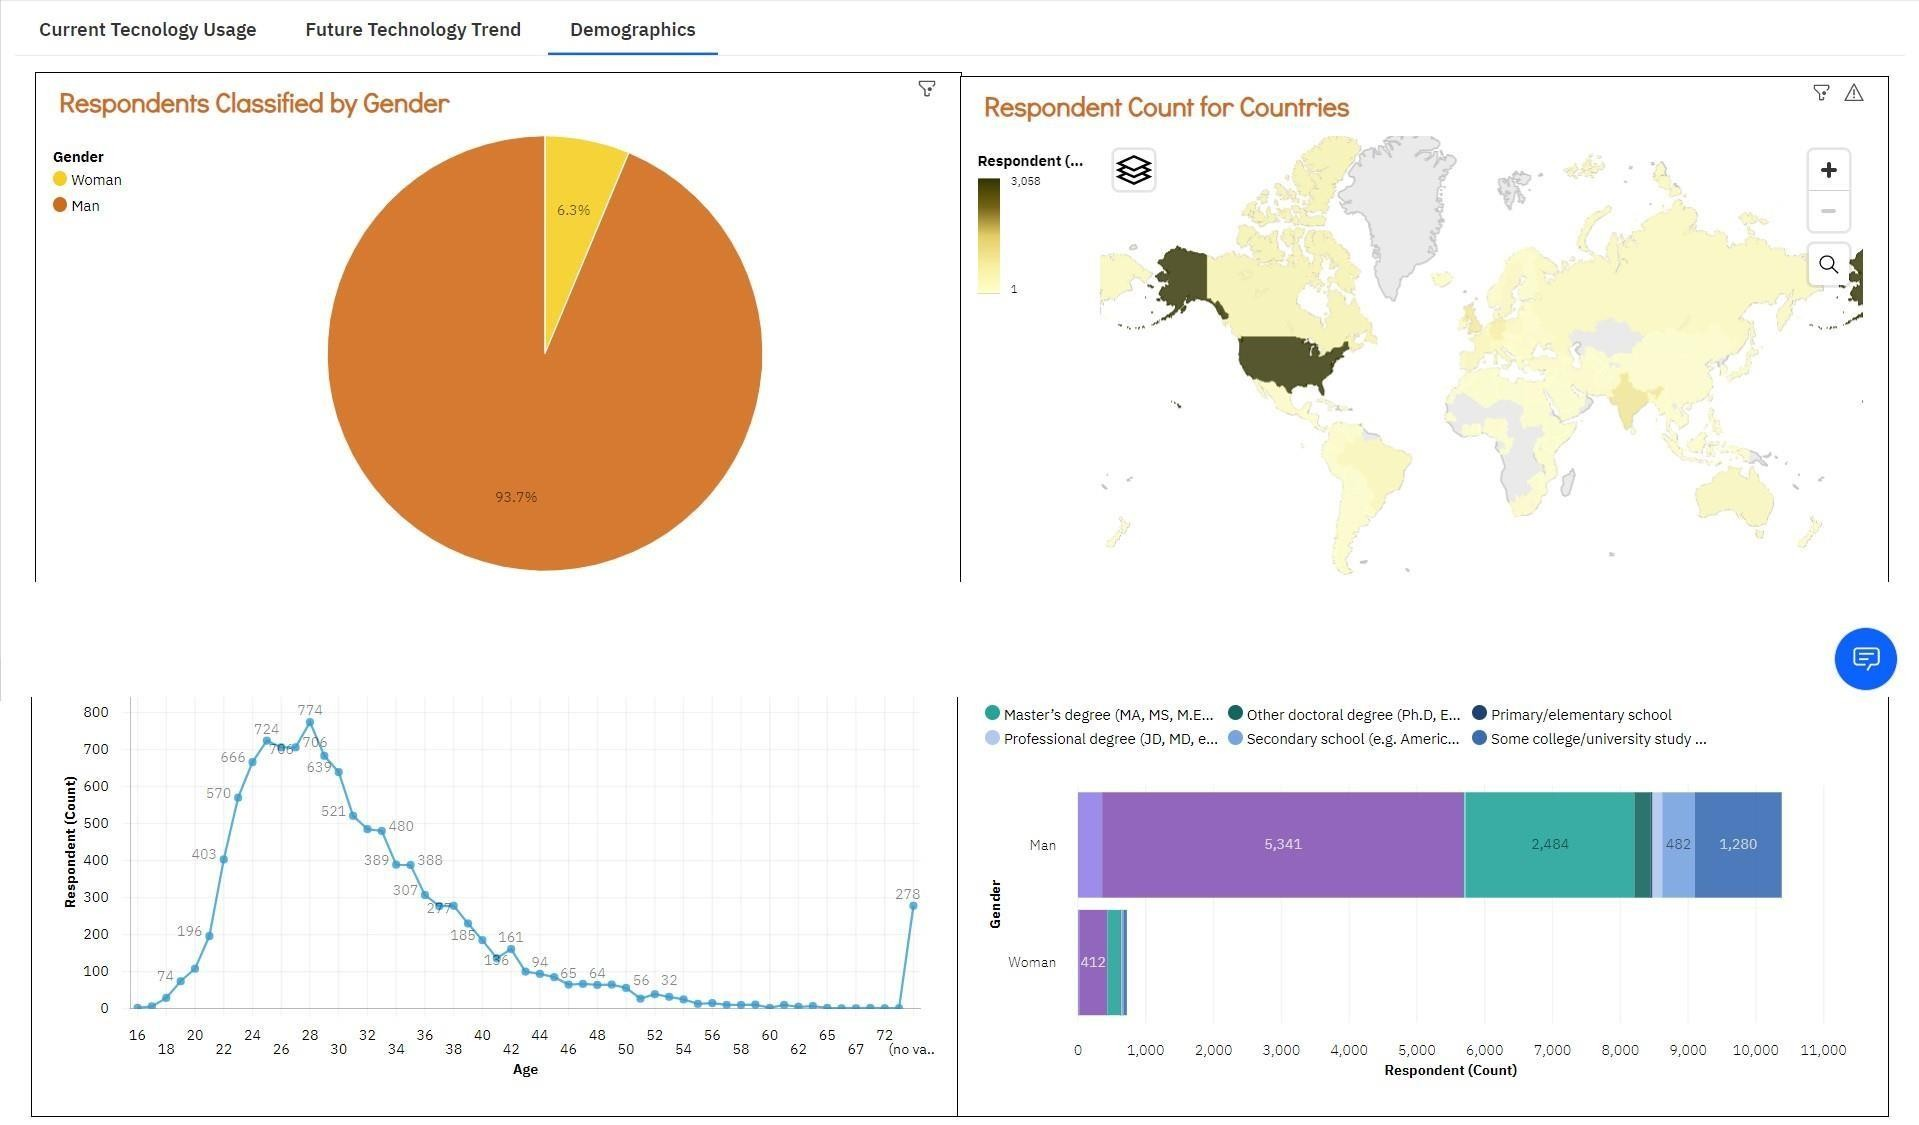 Current Tecnology Usage Future Technology Trend Demographics
Respondents Classified by Gender
Gender
Woman
Man
6.3%
93.7%
Respondent Count for Countries
Respondent (...
3,058
1
800
700
600
500
400
300
200
100
0
Respondent (Count)
74
196
403
570
666
724
706
774
706
639
521
480
389
388
307
277
185
136
161
94
65
64
56
32
278
16 20 24 28 32 36 40 44 48 52 56 60 65 72
18 22 26 30 34 38 42 46 50 54 58 62 67 (no va..
Age
Master’s degree (MA, MS, M.E... Other doctoral degree (Ph.D, E... Primary/elementary school
Professional degree (JD, MD, e... Secondary school (e.g. Americ... Some college/university study ...
Gender
Man 5,341 2,484 482 1,280
Woman 412
0 1,000 2,000 3,000 4,000 5,000 6,000 7,000 8,000 9,000 10,000 11,000
Respondent (Count)